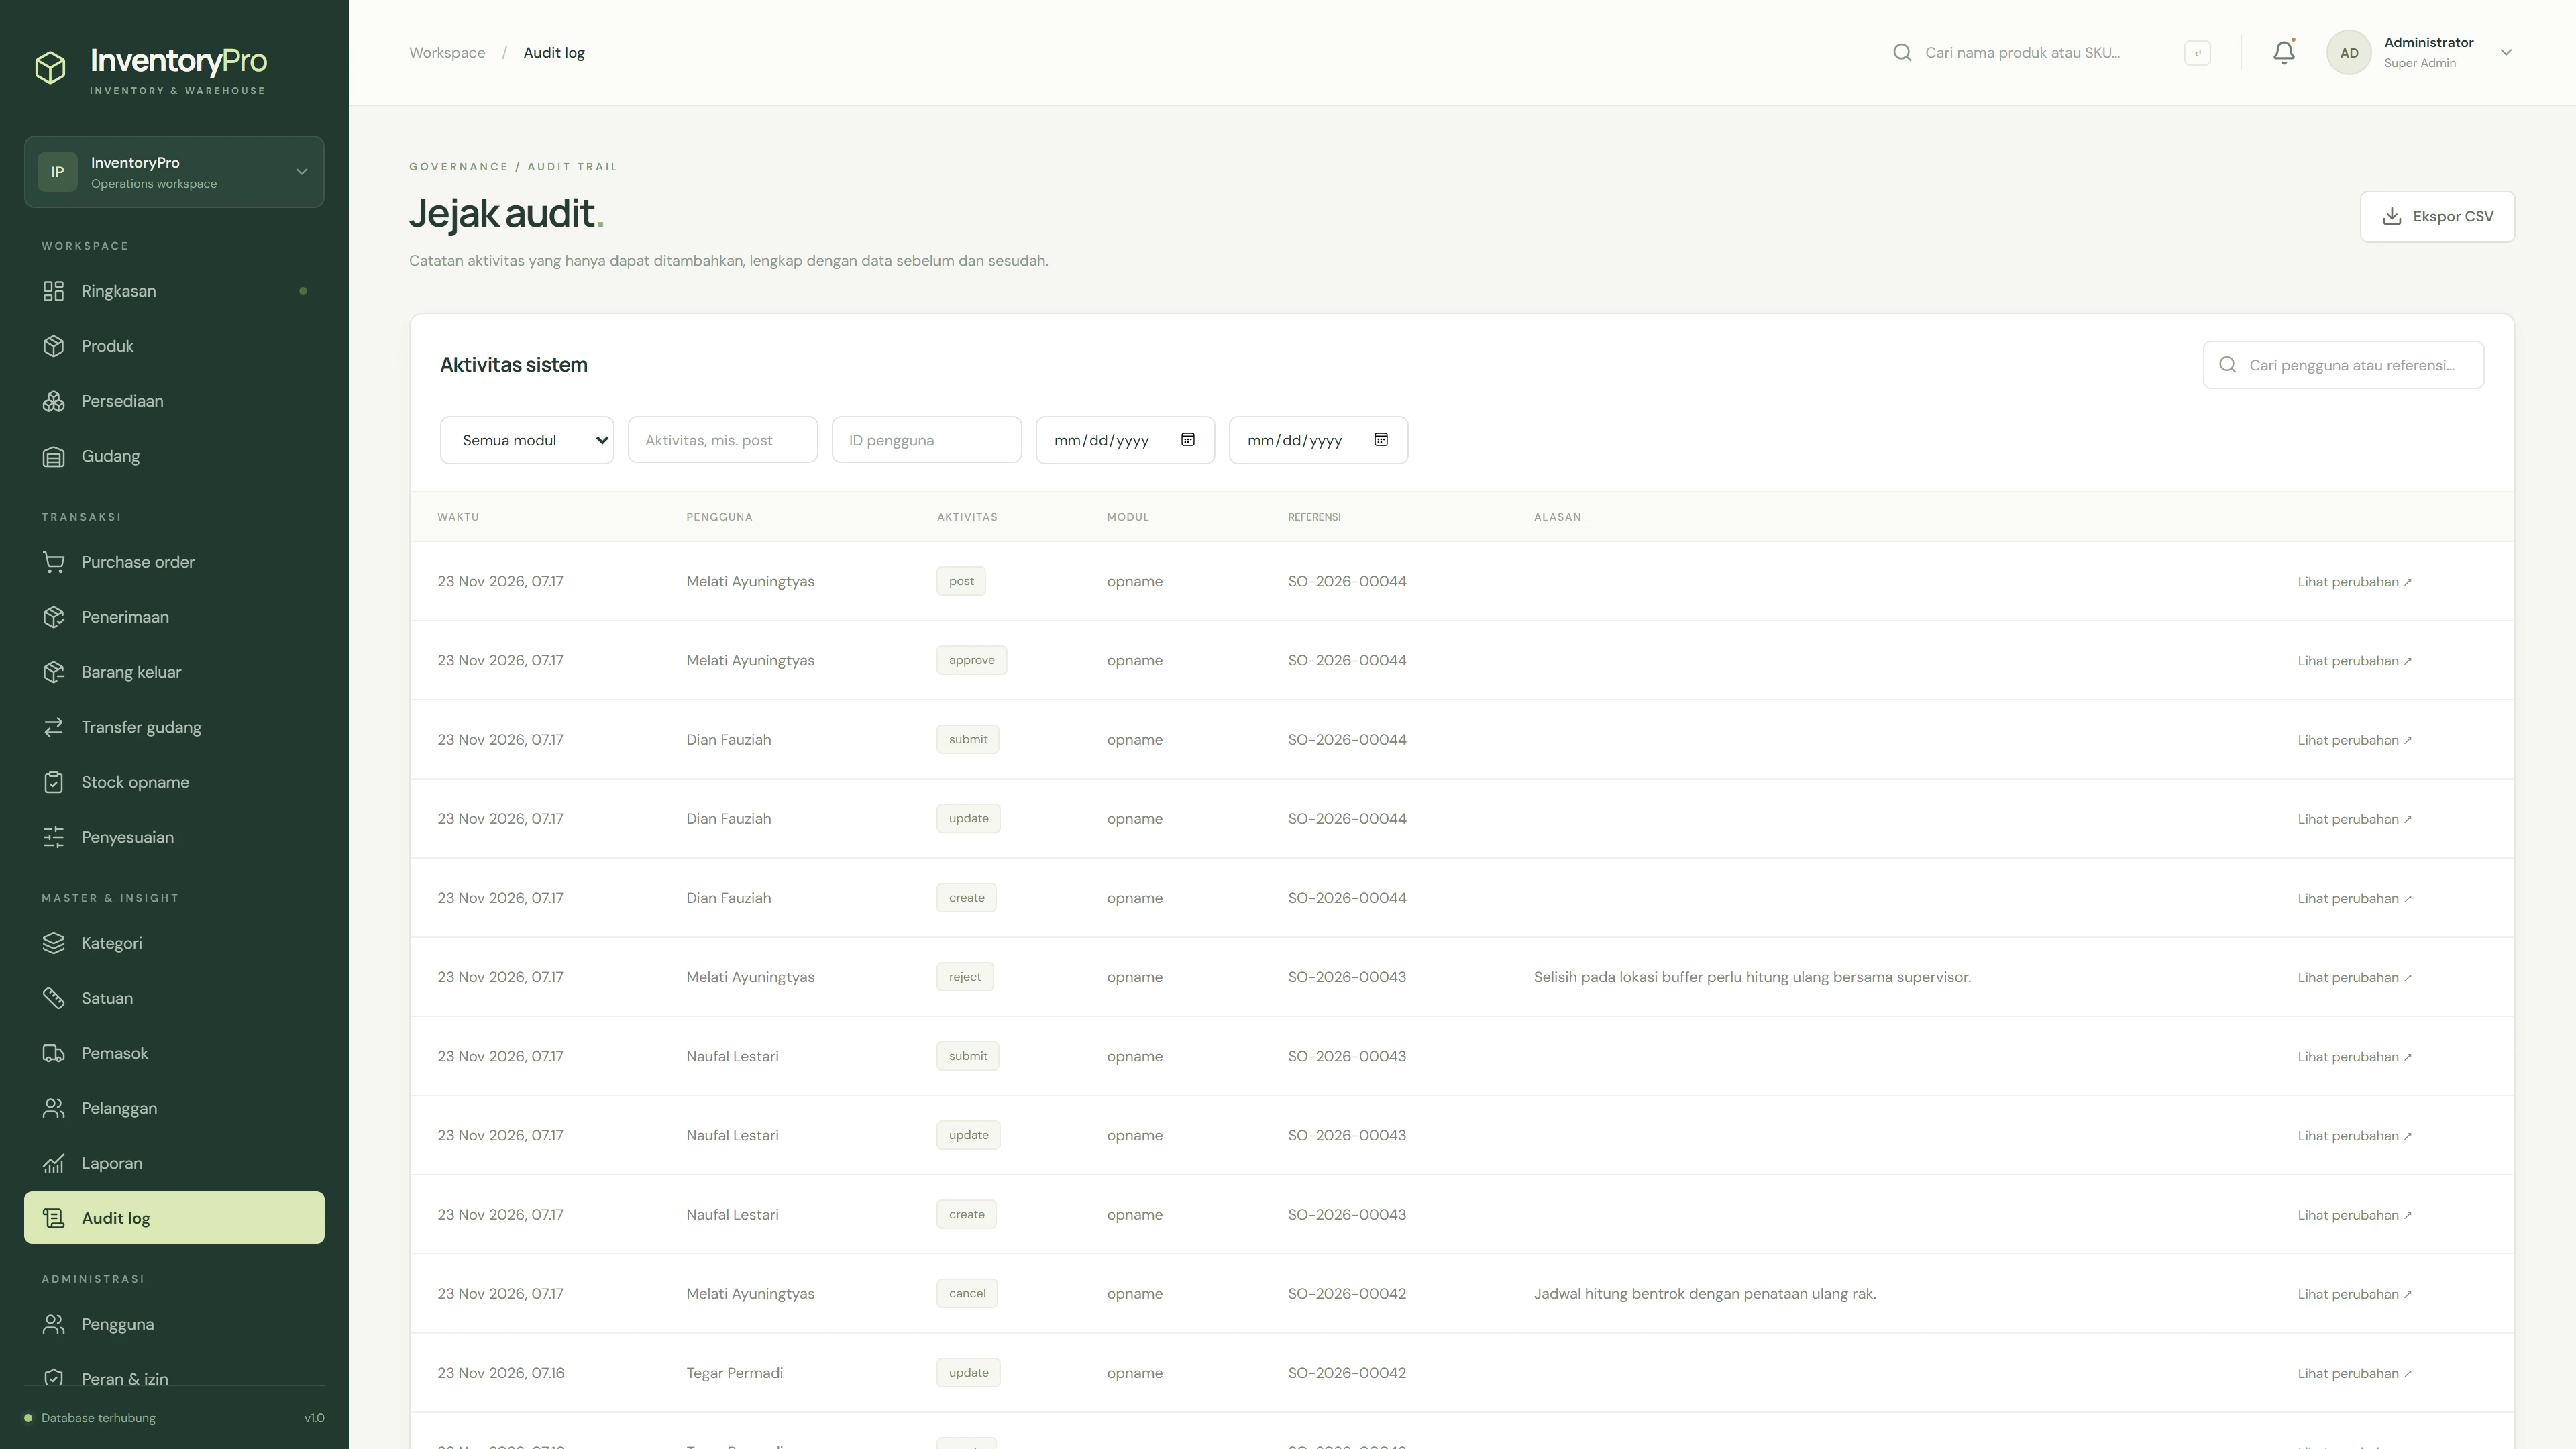 InventoryPro
INVENTORY & WAREHOUSE
IP
InventoryPro
Operations workspace
WORKSPACE
Ringkasan
Produk
Persediaan
Gudang
TRANSAKSI
Purchase order
Penerimaan
Barang keluar
Transfer gudang
Stock opname
Penyesuaian
MASTER & INSIGHT
Kategori
Satuan
Pemasok
Pelanggan
Laporan
Audit log
ADMINISTRASI
Pengguna
Peran & izin
Database terhubung v1.0
Workspace / Audit log
Cari nama produk atau SKU...
AD
Administrator
Super Admin
GOVERNANCE / AUDIT TRAIL
Jejak audit.
Catatan aktivitas yang hanya dapat ditambahkan, lengkap dengan data sebelum dan sesudah.
Ekspor CSV
Aktivitas sistem
Cari pengguna atau referensi...
Semua modul Aktivitas, mis. post ID pengguna mm/dd/yyyy mm/dd/yyyy
WAKTU PENGGUNA AKTIVITAS MODUL REFERENSI ALASAN
23 Nov 2026, 07.17 Melati Ayuningtyas post opname SO-2026-00044 Lihat perubahan ↗
23 Nov 2026, 07.17 Melati Ayuningtyas approve opname SO-2026-00044 Lihat perubahan ↗
23 Nov 2026, 07.17 Dian Fauziah submit opname SO-2026-00044 Lihat perubahan ↗
23 Nov 2026, 07.17 Dian Fauziah update opname SO-2026-00044 Lihat perubahan ↗
23 Nov 2026, 07.17 Dian Fauziah create opname SO-2026-00044 Lihat perubahan ↗
23 Nov 2026, 07.17 Melati Ayuningtyas reject opname SO-2026-00043 Selisih pada lokasi buffer perlu hitung ulang bersama supervisor. Lihat perubahan ↗
23 Nov 2026, 07.17 Naufal Lestari submit opname SO-2026-00043 Lihat perubahan ↗
23 Nov 2026, 07.17 Naufal Lestari update opname SO-2026-00043 Lihat perubahan ↗
23 Nov 2026, 07.17 Naufal Lestari create opname SO-2026-00043 Lihat perubahan ↗
23 Nov 2026, 07.17 Melati Ayuningtyas cancel opname SO-2026-00042 Jadwal hitung bentrok dengan penataan ulang rak. Lihat perubahan ↗
23 Nov 2026, 07.16 Tegar Permadi update opname SO-2026-00042 Lihat perubahan ↗